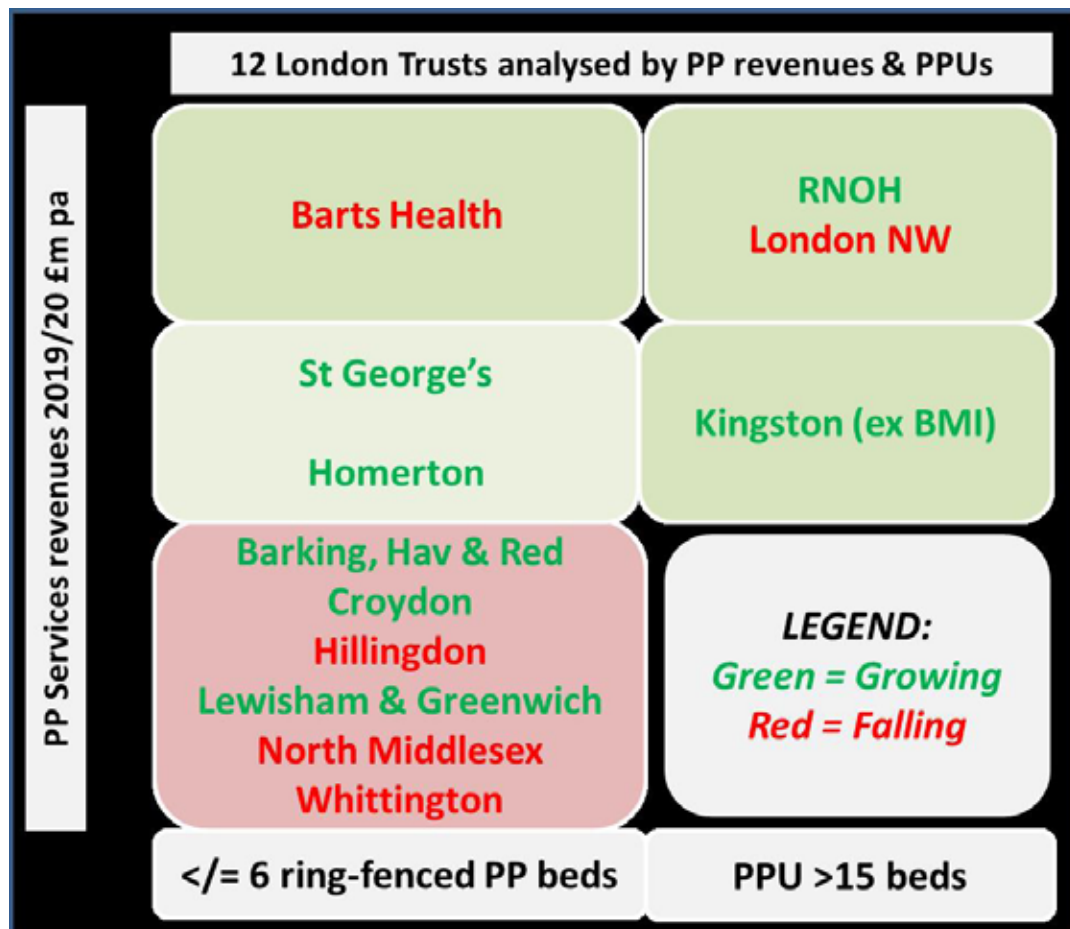 12 London Trusts analysed by PP revenues & PPUs
PP Services revenues 2019/20 £m pa
Barts Health
RNOH
London NW
St George’s
Homerton
Kingston (ex BMI)
Barking, Hav & Red
Croydon
Hillingdon
Lewisham & Greenwich
North Middlesex
Whittington
LEGEND:
Green = Growing
Red = Falling
</= 6 ring-fenced PP beds
PPU >15 beds